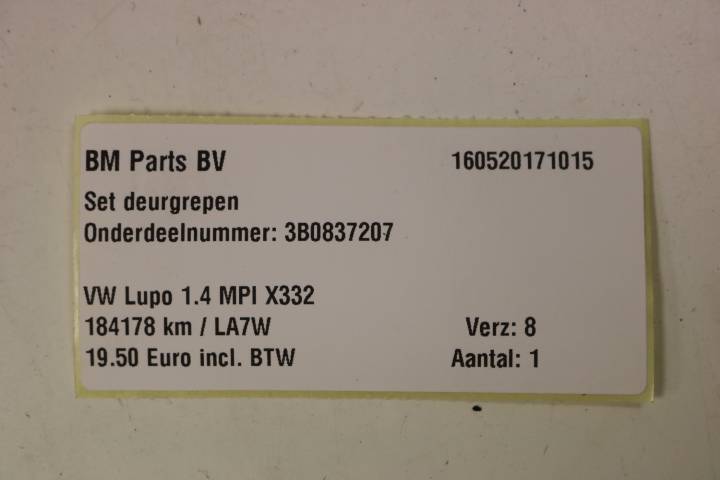 BM Parts BV 160520171015
Set deurgrepen
Onderdeelnummer: 3B0837207
VW Lupo 1.4 MPI X332
184178 km / LA7W Verz: 8
19.50 Euro incl. BTW Aantal: 1